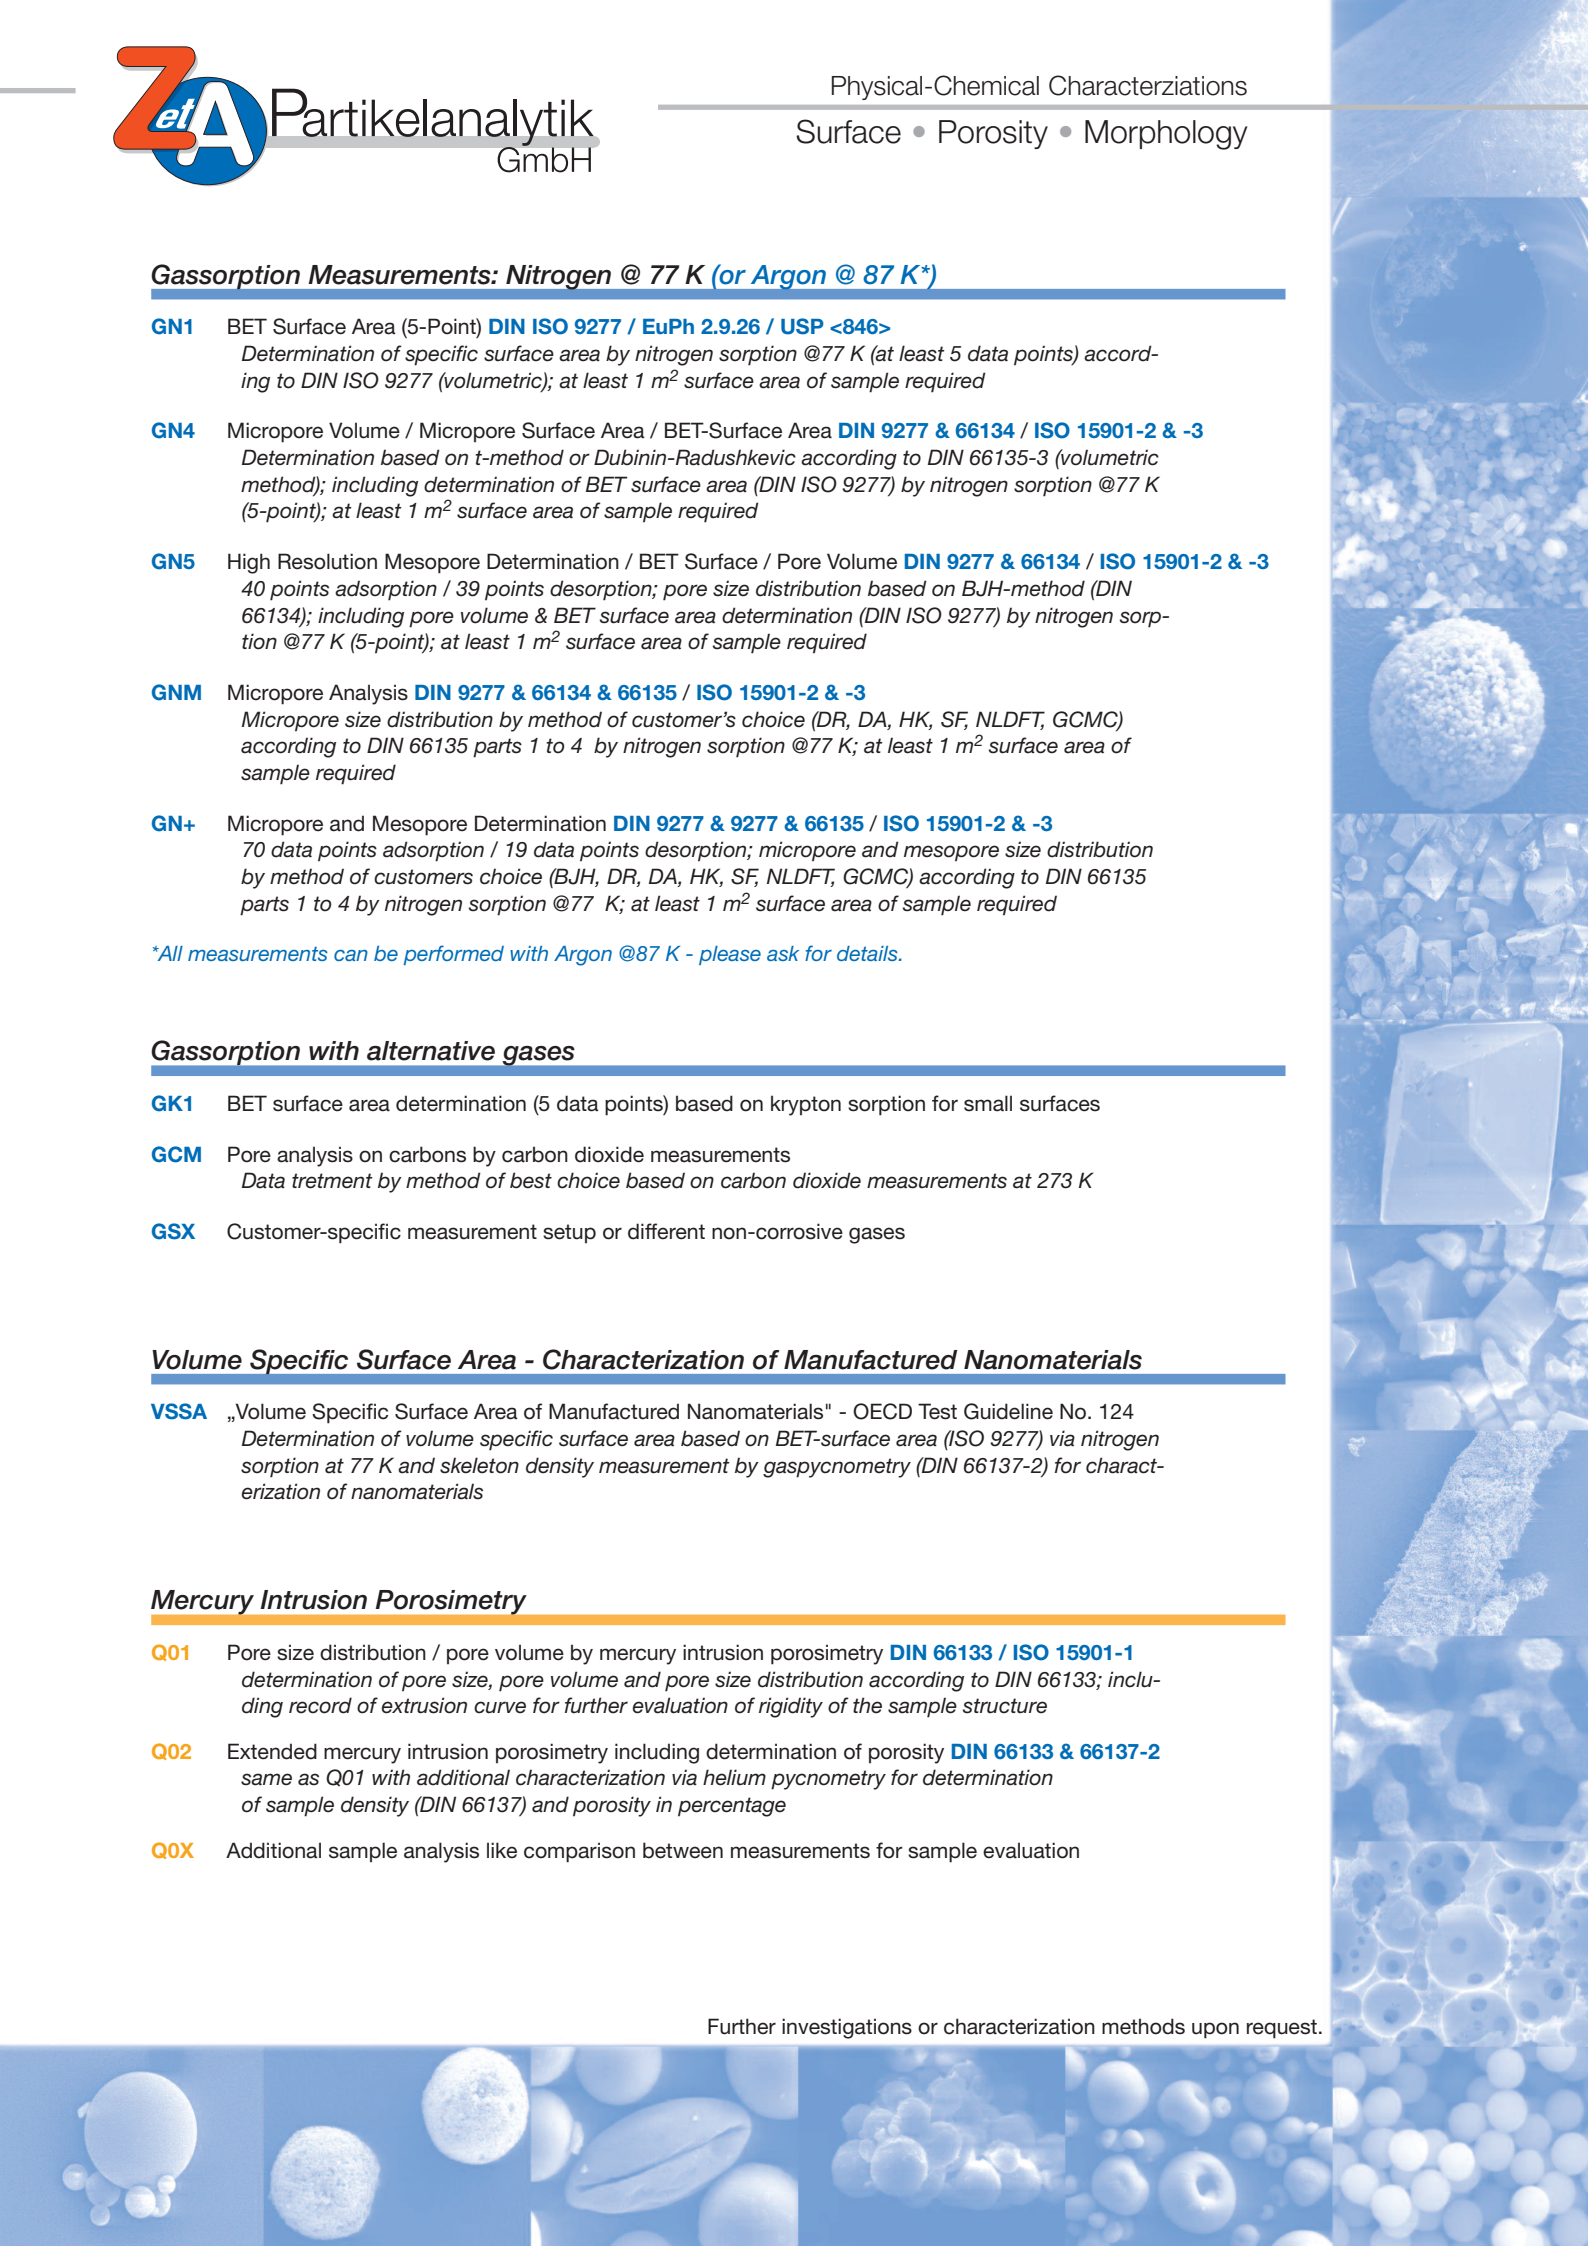 ZetA Partikelanalytik
GmbH
Physical-Chemical Characterziations
Surface • Porosity • Morphology
Gassorption Measurements: Nitrogen @ 77 K (or Argon @ 87 K*)
GN1 BET Surface Area (5-Point) DIN ISO 9277 / EuPh 2.9.26 / USP <846>
Determination of specific surface area by nitrogen sorption @77 K (at least 5 data points) accord-
ing to DIN ISO 9277 (volumetric); at least 1 m² surface area of sample required
GN4 Micropore Volume / Micropore Surface Area / BET-Surface Area DIN 9277 & 66134 / ISO 15901-2 & -3
Determination based on t-method or Dubinin-Radushkevic according to DIN 66135-3 (volumetric
method); including determination of BET surface area (DIN ISO 9277) by nitrogen sorption @77 K
(5-point); at least 1 m² surface area of sample required
GN5 High Resolution Mesopore Determination / BET Surface / Pore Volume DIN 9277 & 66134 / ISO 15901-2 & -3
40 points adsorption / 39 points desorption; pore size distribution based on BJH-method (DIN
66134); including pore volume & BET surface area determination (DIN ISO 9277) by nitrogen sorp-
tion @77 K (5-point); at least 1 m² surface area of sample required
GNM Micropore Analysis DIN 9277 & 66134 & 66135 / ISO 15901-2 & -3
Micropore size distribution by method of customer's choice (DR, DA, HK, SF, NLDFT, GCMC)
according to DIN 66135 parts 1 to 4 by nitrogen sorption @77 K; at least 1 m² surface area of
sample required
GN+ Micropore and Mesopore Determination DIN 9277 & 9277 & 66135 / ISO 15901-2 & -3
70 data points adsorption / 19 data points desorption; micropore and mesopore size distribution
by method of customers choice (BJH, DR, DA, HK, SF, NLDFT, GCMC) according to DIN 66135
parts 1 to 4 by nitrogen sorption @77 K; at least 1 m² surface area of sample required
*All measurements can be performed with Argon @87 K - please ask for details.
Gassorption with alternative gases
GK1 BET surface area determination (5 data points) based on krypton sorption for small surfaces
GCM Pore analysis on carbons by carbon dioxide measurements
Data tretment by method of best choice based on carbon dioxide measurements at 273 K
GSX Customer-specific measurement setup or different non-corrosive gases
Volume Specific Surface Area - Characterization of Manufactured Nanomaterials
VSSA „Volume Specific Surface Area of Manufactured Nanomaterials" - OECD Test Guideline No. 124
Determination of volume specific surface area based on BET-surface area (ISO 9277) via nitrogen
sorption at 77 K and skeleton density measurement by gaspycnometry (DIN 66137-2) for charact-
erization of nanomaterials
Mercury Intrusion Porosimetry
Q01 Pore size distribution / pore volume by mercury intrusion porosimetry DIN 66133 / ISO 15901-1
determination of pore size, pore volume and pore size distribution according to DIN 66133; inclu-
ding record of extrusion curve for further evaluation of rigidity of the sample structure
Q02 Extended mercury intrusion porosimetry including determination of porosity DIN 66133 & 66137-2
same as Q01 with additional characterization via helium pycnometry for determination
of sample density (DIN 66137) and porosity in percentage
Q0X Additional sample analysis like comparison between measurements for sample evaluation
Further investigations or characterization methods upon request.